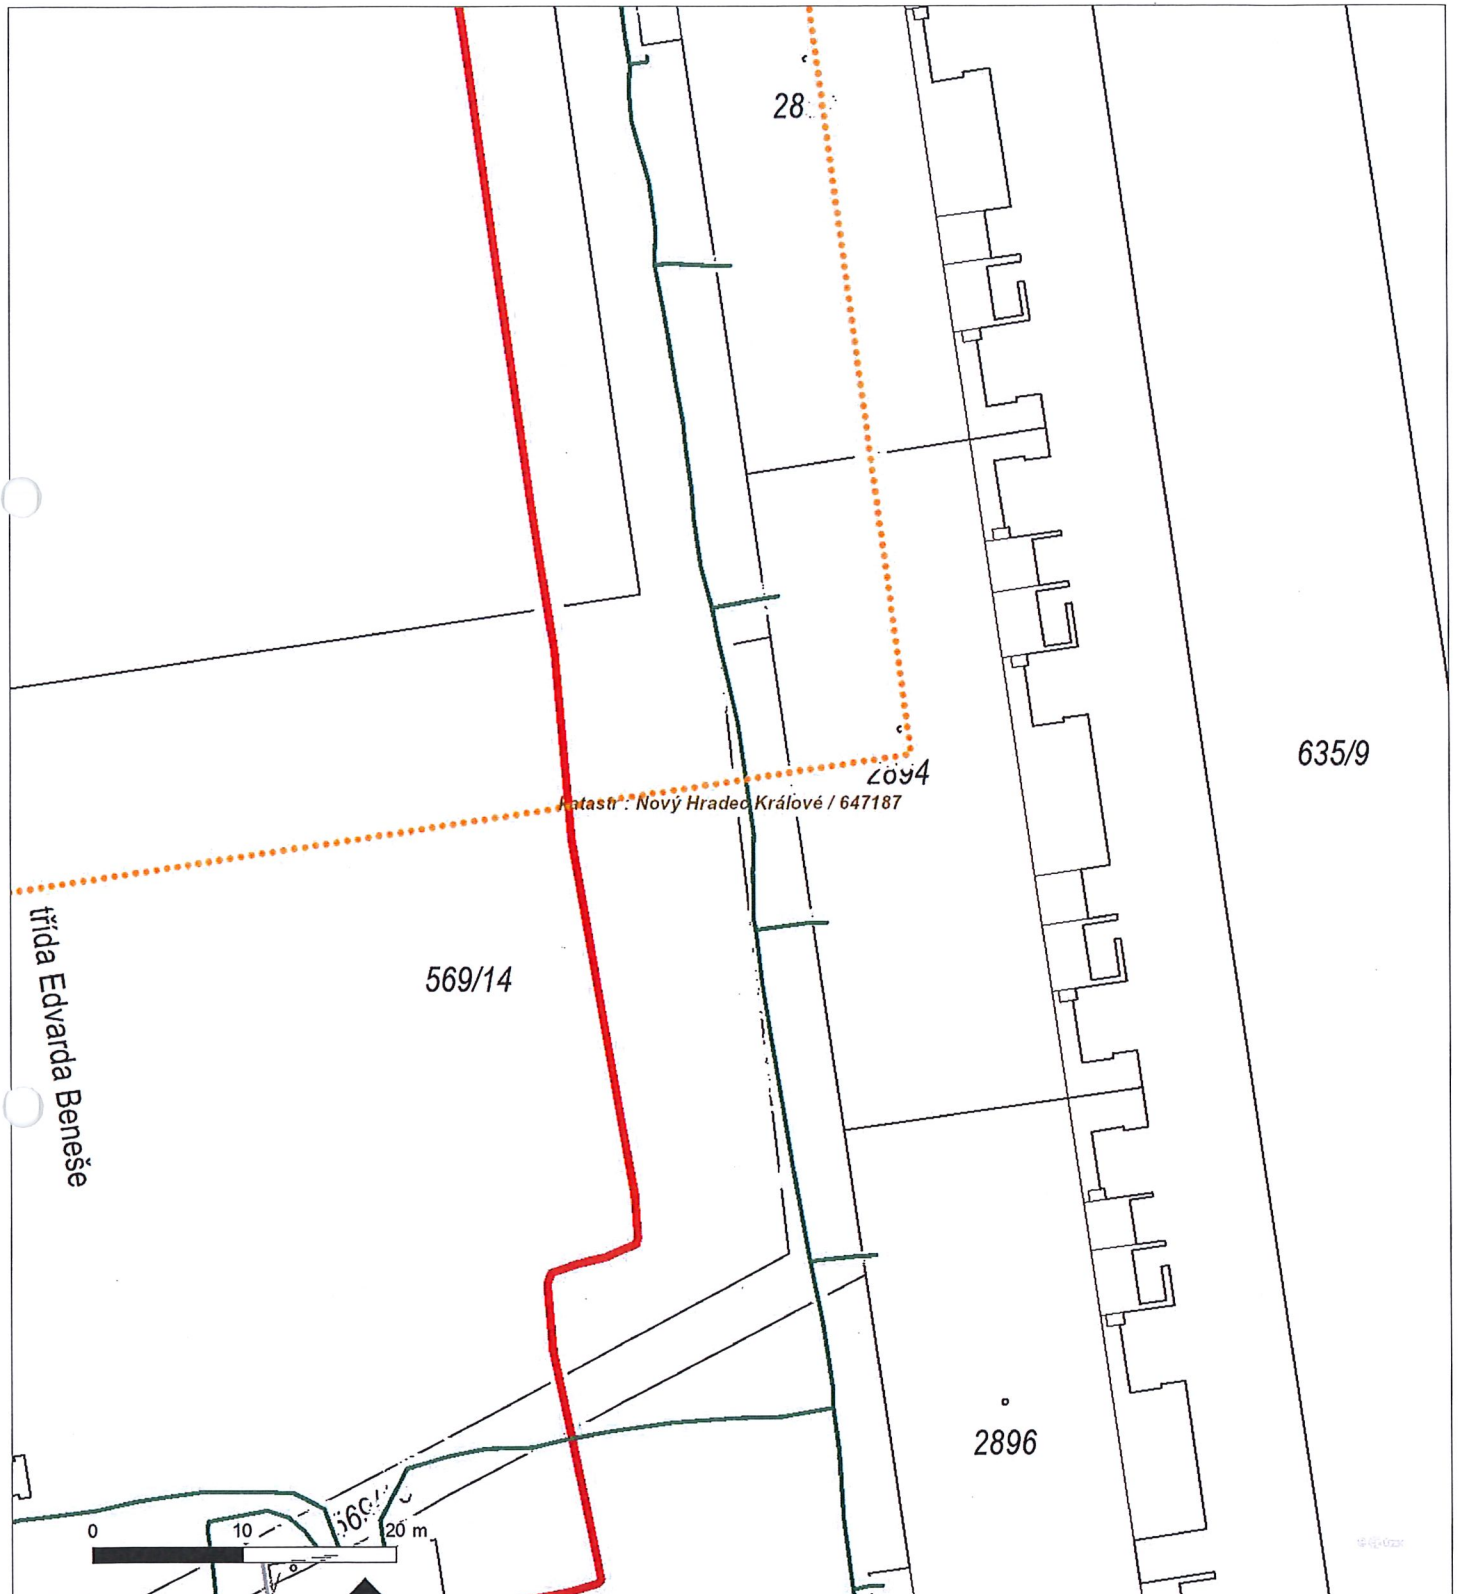 28
2894
635/9
Katastr : Nový Hradec Králové / 647187
třída Edvarda Beneše
569/14
2896
0 10 20 m